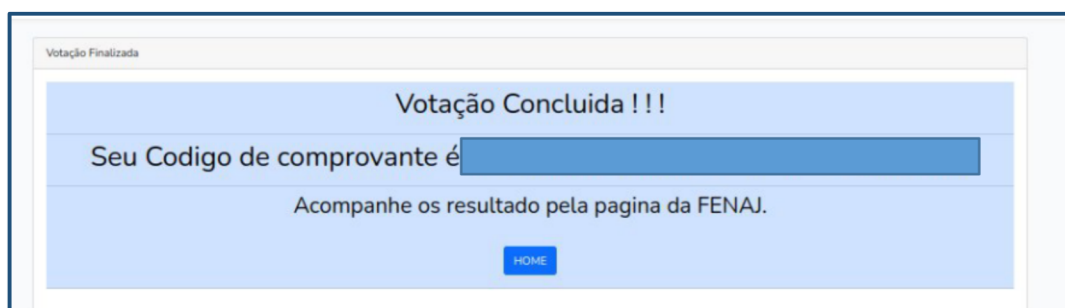 Votação Finalizada
Votação Concluida ! ! !
Seu Codigo de comprovante é
Acompanhe os resultado pela pagina da FENAJ.
HOME